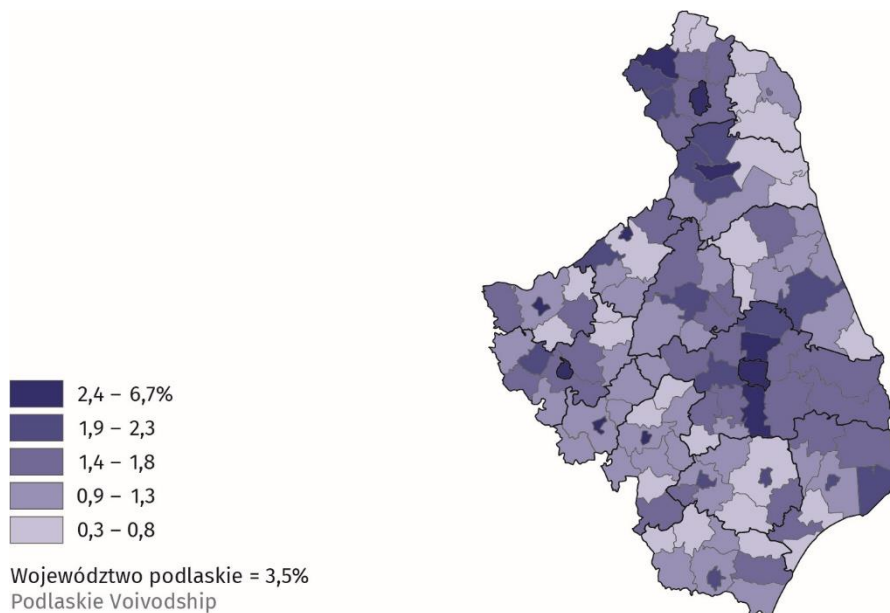 2,4 – 6,7%
1,9 – 2,3
1,4 – 1,8
0,9 – 1,3
0,3 – 0,8
Województwo podlaskie = 3,5%
Podlaskie Voivodship